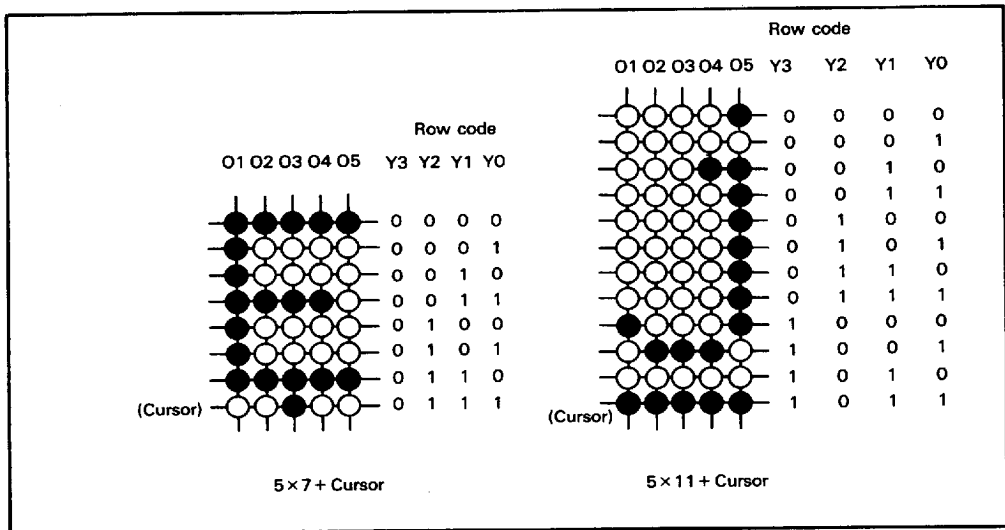 Row code
O1 O2 O3 O4 O5 Y3 Y2 Y1 Y0
0 0 0 0
0 0 0 1
0 0 1 0
0 0 1 1
0 1 0 0
0 1 0 1
0 1 1 0
(Cursor) 0 1 1 1
5×7+Cursor
Row code
O1 O2 O3 O4 O5 Y3 Y2 Y1 Y0
0 0 0 0
0 0 0 1
0 0 1 0
0 0 1 1
0 1 0 0
0 1 0 1
0 1 1 0
0 1 1 1
1 0 0 0
1 0 0 1
1 0 1 0
(Cursor) 1 0 1 1
5×11+Cursor